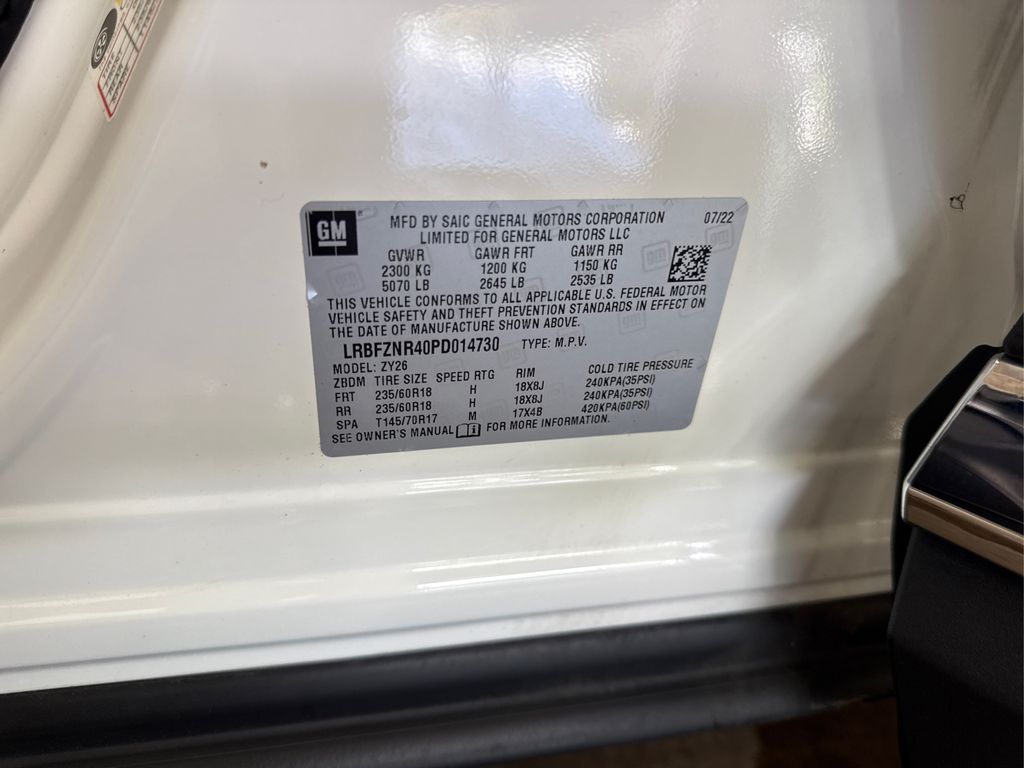 GM
MFD BY SAIC GENERAL MOTORS CORPORATION 07/22
LIMITED FOR GENERAL MOTORS LLC
GVWR GAWR FRT GAWR RR
2300 KG 1200 KG 1150 KG
5070 LB 2645 LB 2535 LB
THIS VEHICLE CONFORMS TO ALL APPLICABLE U.S. FEDERAL MOTOR
VEHICLE SAFETY AND THEFT PREVENTION STANDARDS IN EFFECT ON
THE DATE OF MANUFACTURE SHOWN ABOVE.
LRBFZNR40PD014730 TYPE: M.P.V.
MODEL: ZY26
ZBDM TIRE SIZE SPEED RTG RIM COLD TIRE PRESSURE
FRT 235/60R18 H 18X8J 240KPA(35PSI)
RR 235/60R18 H 18X8J 240KPA(35PSI)
SPA T145/70R17 M 17X4B 420KPA(60PSI)
SEE OWNER'S MANUAL FOR MORE INFORMATION.